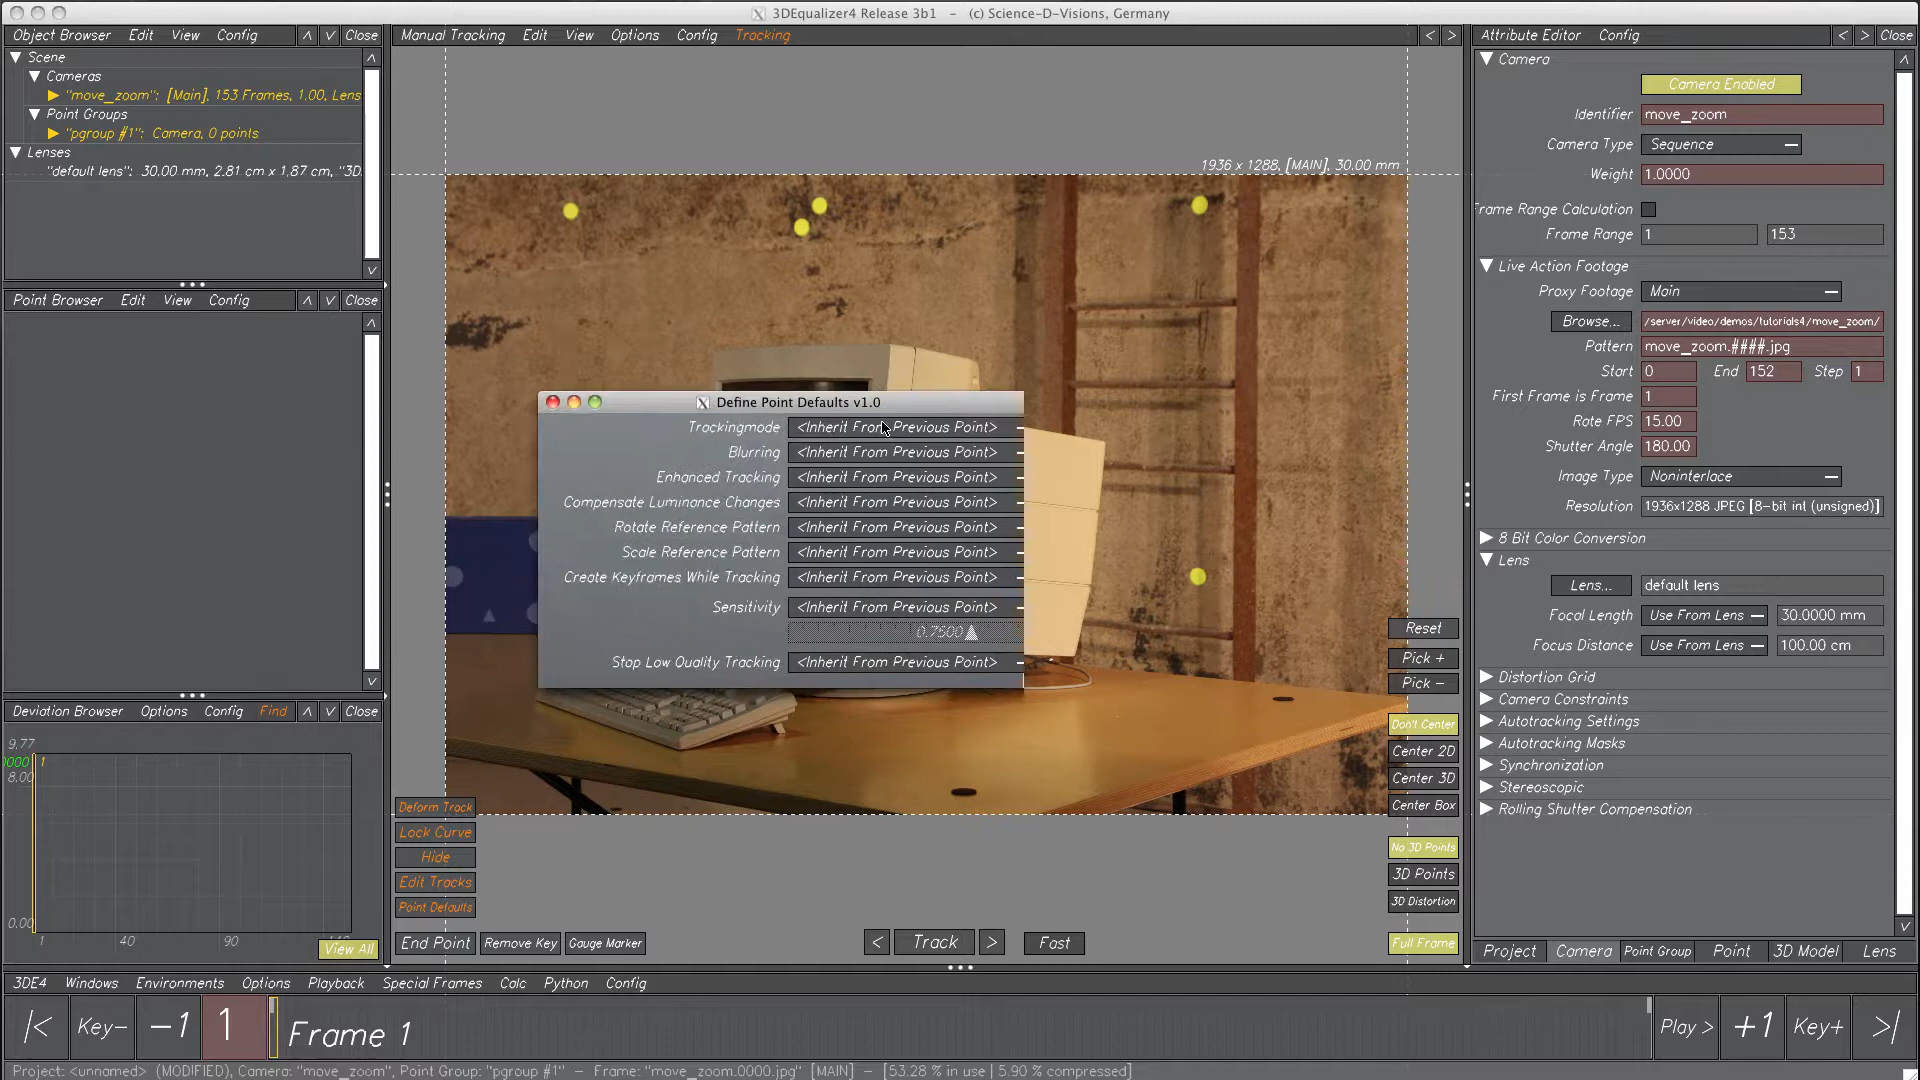 3DEqualizer4 Release 3b1 - (c) Science-D-Visions, Germany
Object Browser Edit View Config Close
Scene
Cameras
"move_zoom": [Main], 153 Frames, 1.00, Lens
Point Groups
"pgroup #1": Camera, 0 points
Lenses
"default lens": 30.00 mm, 2.81 cm x 1.87 cm, "3D
Point Browser Edit View Config Close
Deviation Browser Options Config Find Close
9.77
0000 1
8.00
0.00
1 40 90
View All
Manual Tracking Edit View Options Config Tracking < >
1936 x 1288, [MAIN], 30.00 mm
Define Point Defaults v1.0
Trackingmode <Inherit From Previous Point>
Blurring <Inherit From Previous Point>
Enhanced Tracking <Inherit From Previous Point>
Compensate Luminance Changes <Inherit From Previous Point>
Rotate Reference Pattern <Inherit From Previous Point>
Scale Reference Pattern <Inherit From Previous Point>
Create Keyframes While Tracking <Inherit From Previous Point>
Sensitivity <Inherit From Previous Point>
0.7500
Stop Low Quality Tracking <Inherit From Previous Point>
Reset
Pick +
Pick -
Don't Center
Center 2D
Center 3D
Center Box
No 3D Points
3D Points
3D Distortion
Full Frame
Deform Track
Lock Curve
Hide
Edit Tracks
Point Defaults
End Point Remove Key Gauge Marker < Track > Fast
Attribute Editor Config < > Close
Camera
Camera Enabled
Identifier move_zoom
Camera Type Sequence
Weight 1.0000
Frame Range Calculation
Frame Range 1 153
Live Action Footage
Proxy Footage Main
Browse... /server/video/demos/tutorials4/move_zoom/
Pattern move_zoom.####.jpg
Start 0 End 152 Step 1
First Frame is Frame 1
Rate FPS 15.00
Shutter Angle 180.00
Image Type Noninterlace
Resolution 1936x1288 JPEG [8-bit int (unsigned)]
8 Bit Color Conversion
Lens
Lens... default lens
Focal Length Use From Lens 30.0000 mm
Focus Distance Use From Lens 100.00 cm
Distortion Grid
Camera Constraints
Autotracking Settings
Autotracking Masks
Synchronization
Stereoscopic
Rolling Shutter Compensation
Project Camera Point Group Point 3D Model Lens
3DE4 Windows Environments Options Playback Special Frames Calc Python Config
|< Key- -1 1 Frame 1 Play > +1 Key+ >|
Project: <unnamed> (MODIFIED), Camera: "move_zoom", Point Group: "pgroup #1" - Frame: "move_zoom.0000.jpg" [MAIN] - [53.28 % in use | 5.90 % compressed]